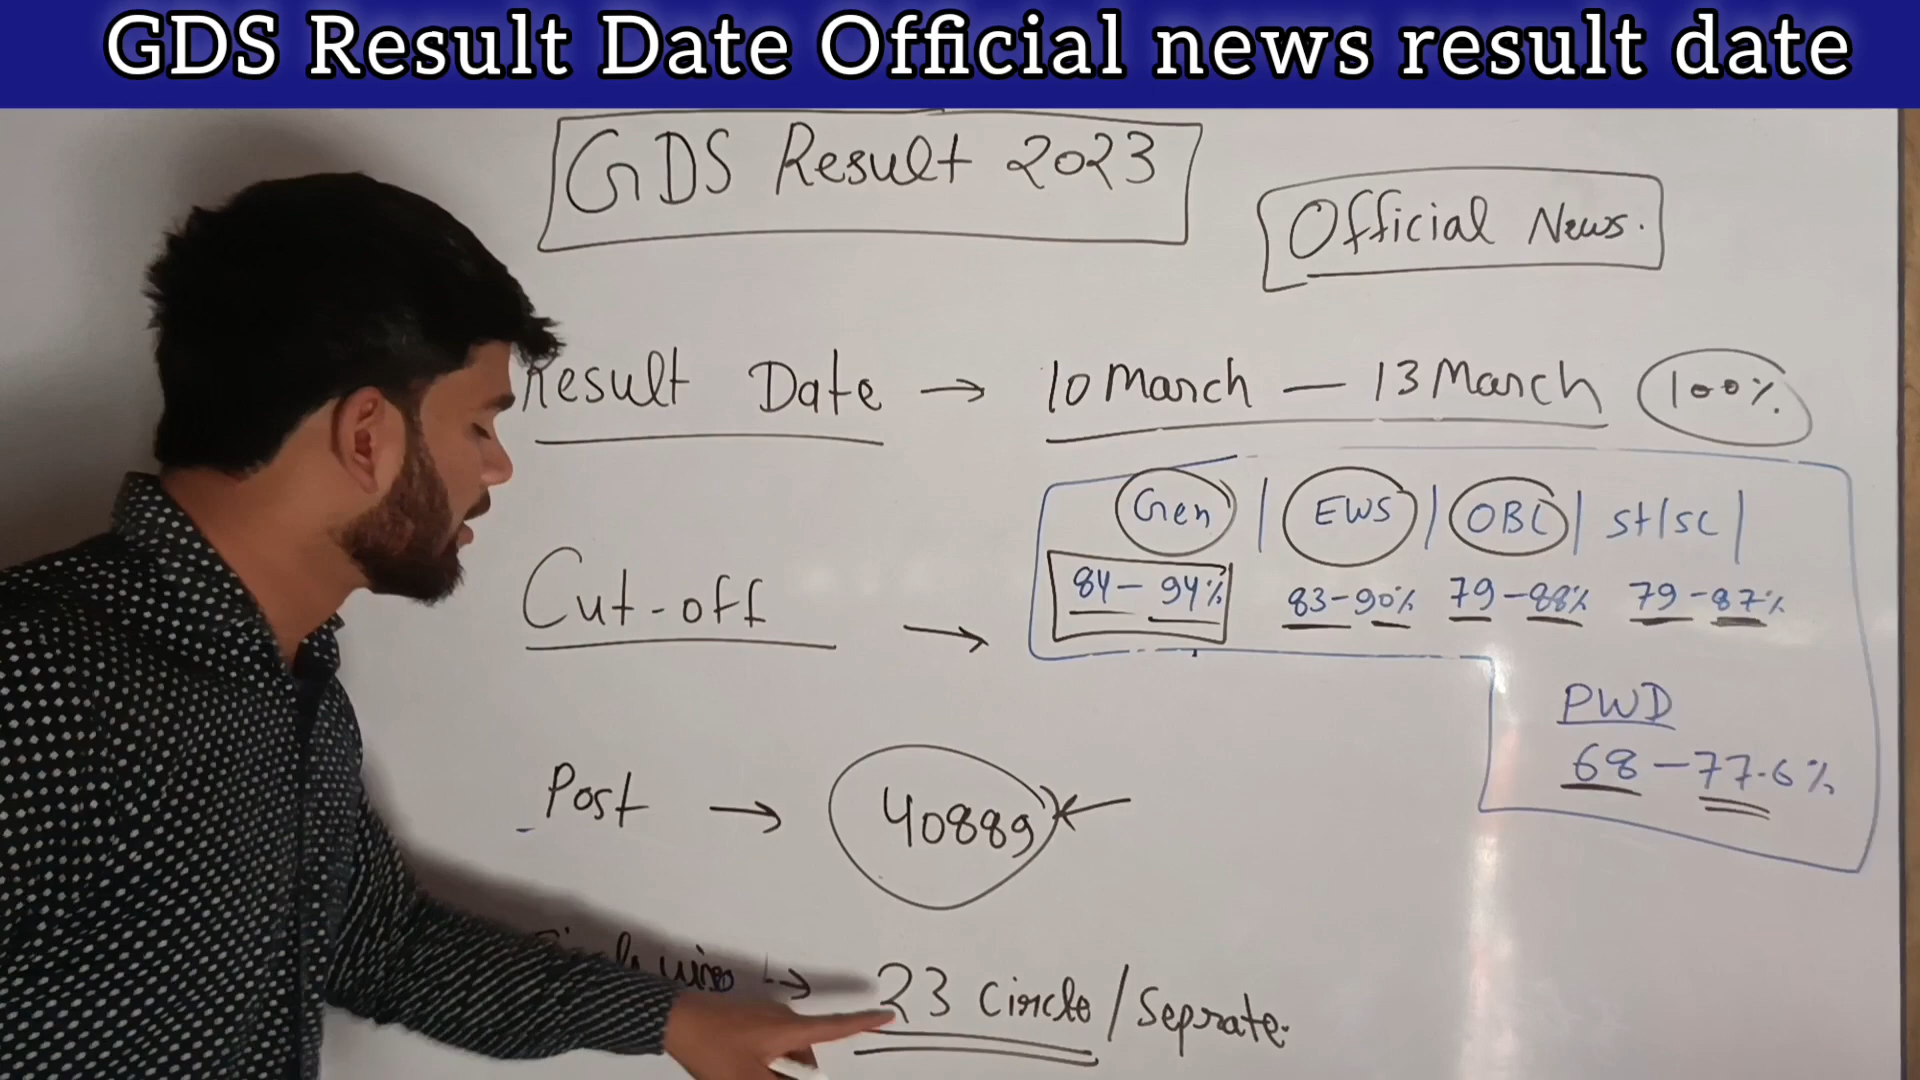 GDS Result Date Official news result date
GDS Result 2023
Official News.
Result Date → 10 March — 13 March 100%
Gen | EWS | OBC | St/SC |
Cut-off → 84 – 94% 83-90% 79-88% 79-87%
PWD
68 – 77.6%
Post → 40889
wise → 23 Circle / Seprate.